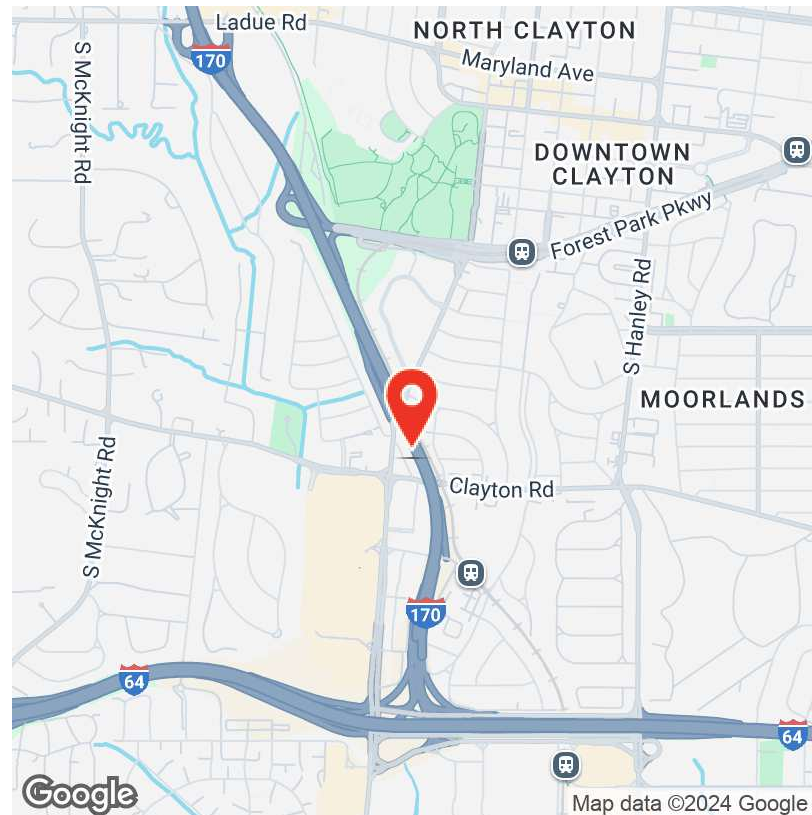 Ladue Rd
NORTH CLAYTON
170
Maryland Ave
S McKnight Rd
DOWNTOWN
CLAYTON
Forest Park Pkwy
S Hanley Rd
MOORLANDS
S McKnight Rd
Clayton Rd
170
64
64
Google
Map data ©2024 Google